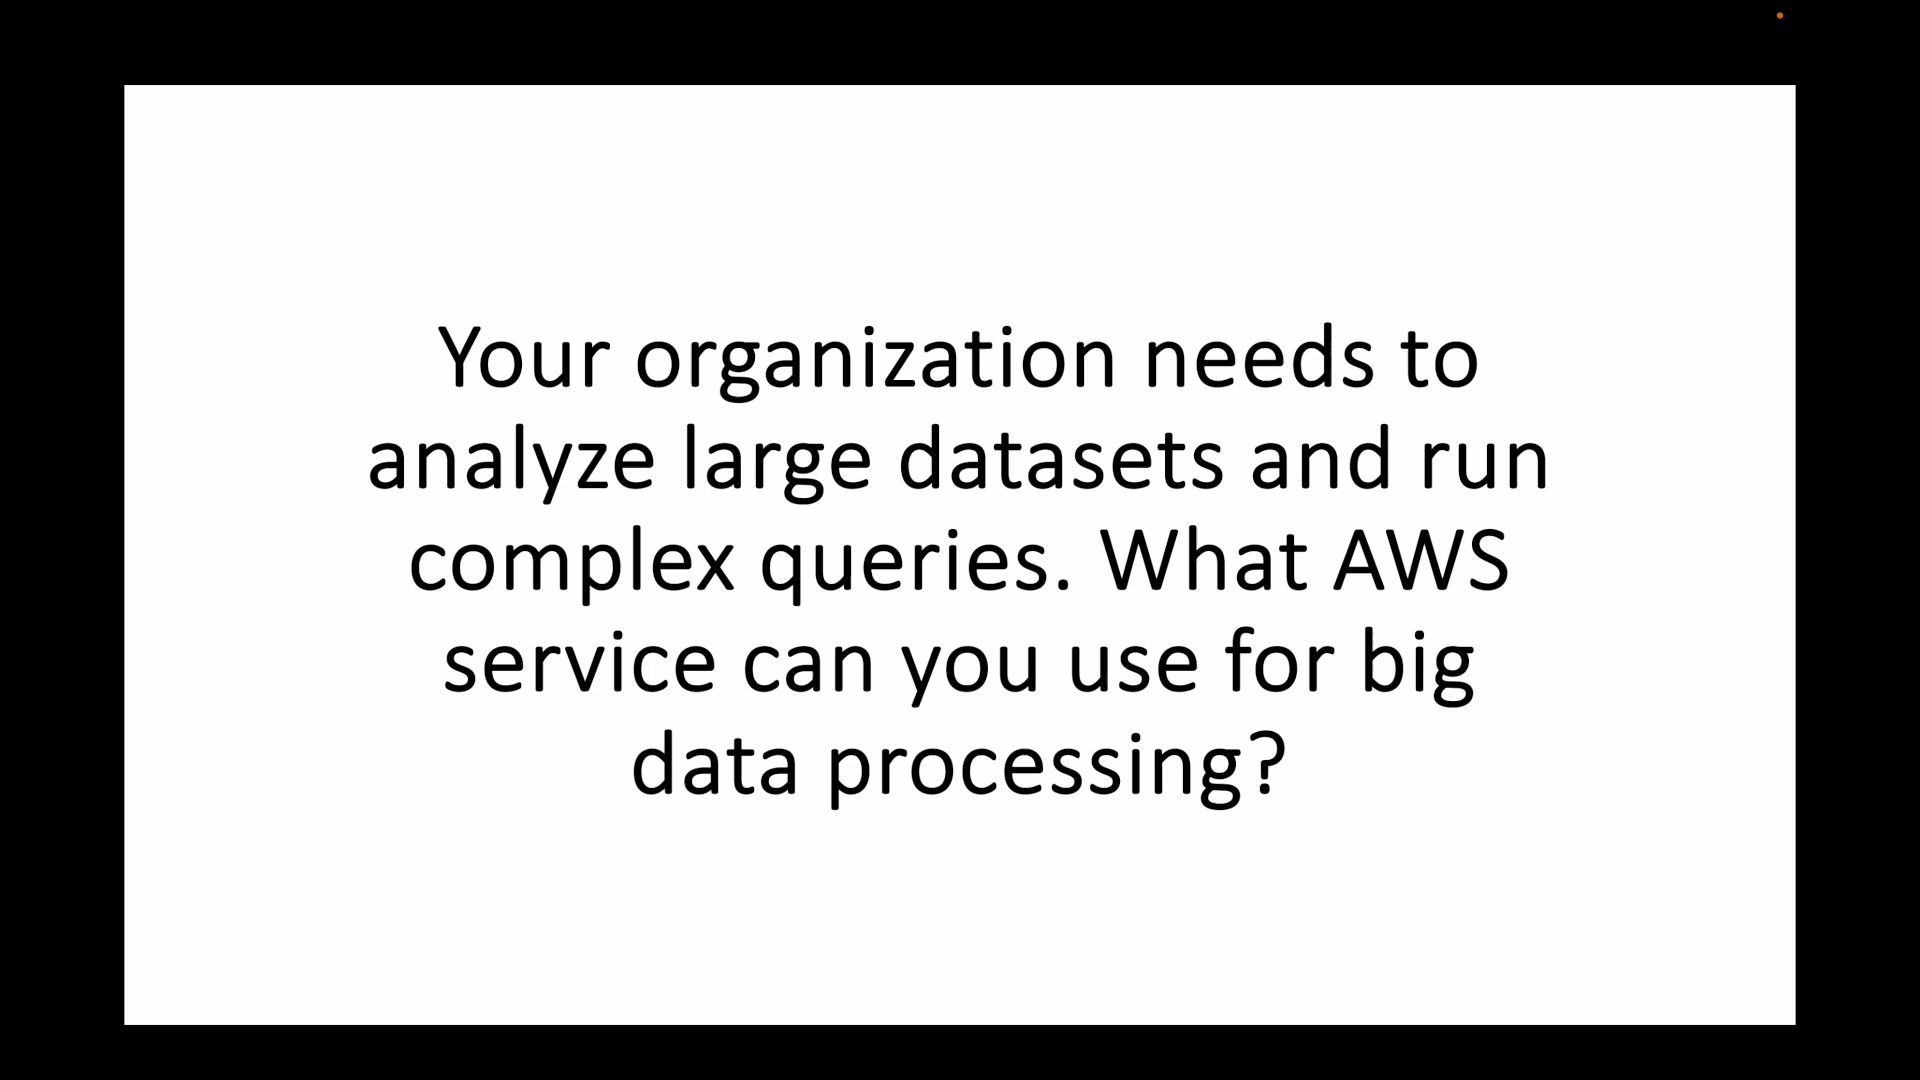 Your organization needs to
analyze large datasets and run
complex queries. What AWS
service can you use for big
data processing?